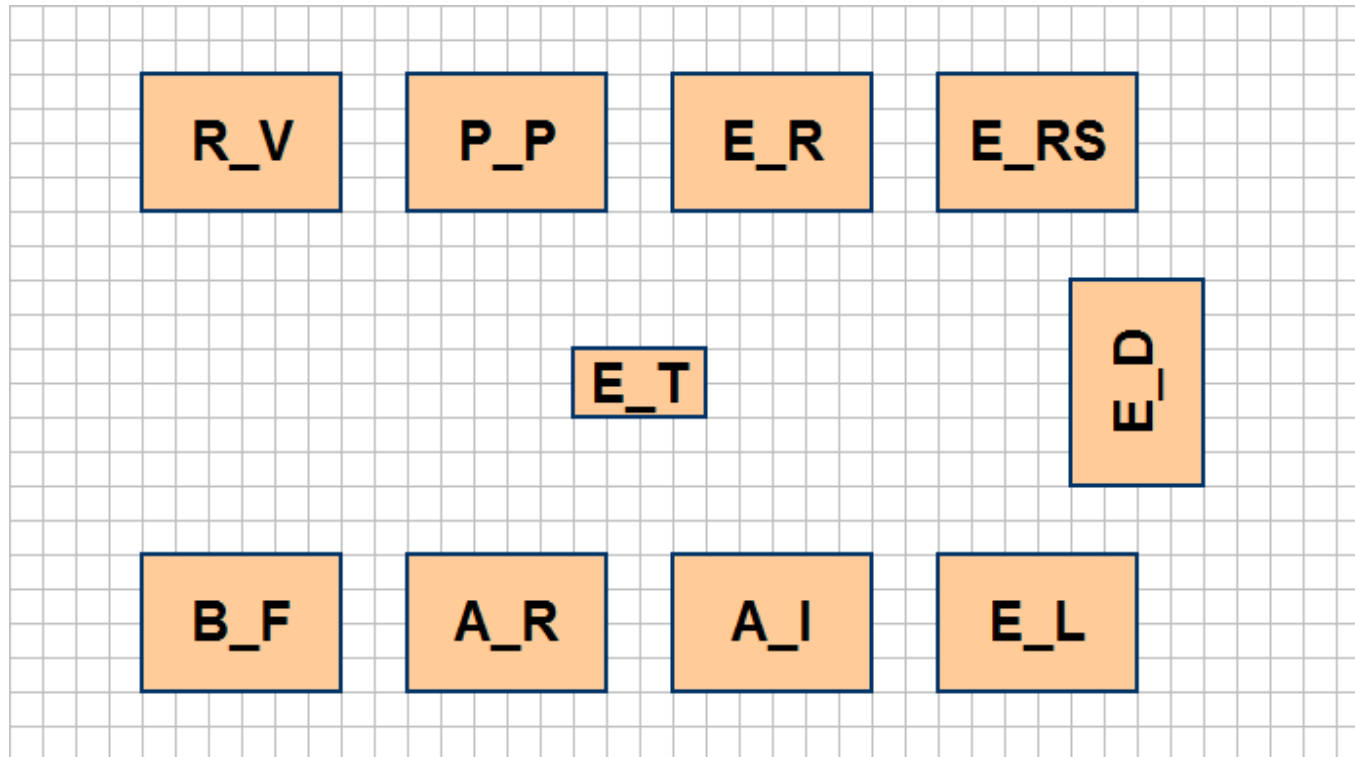 R_V
P_P
E_R
E_RS
E_T
E_D
B_F
A_R
A_I
E_L